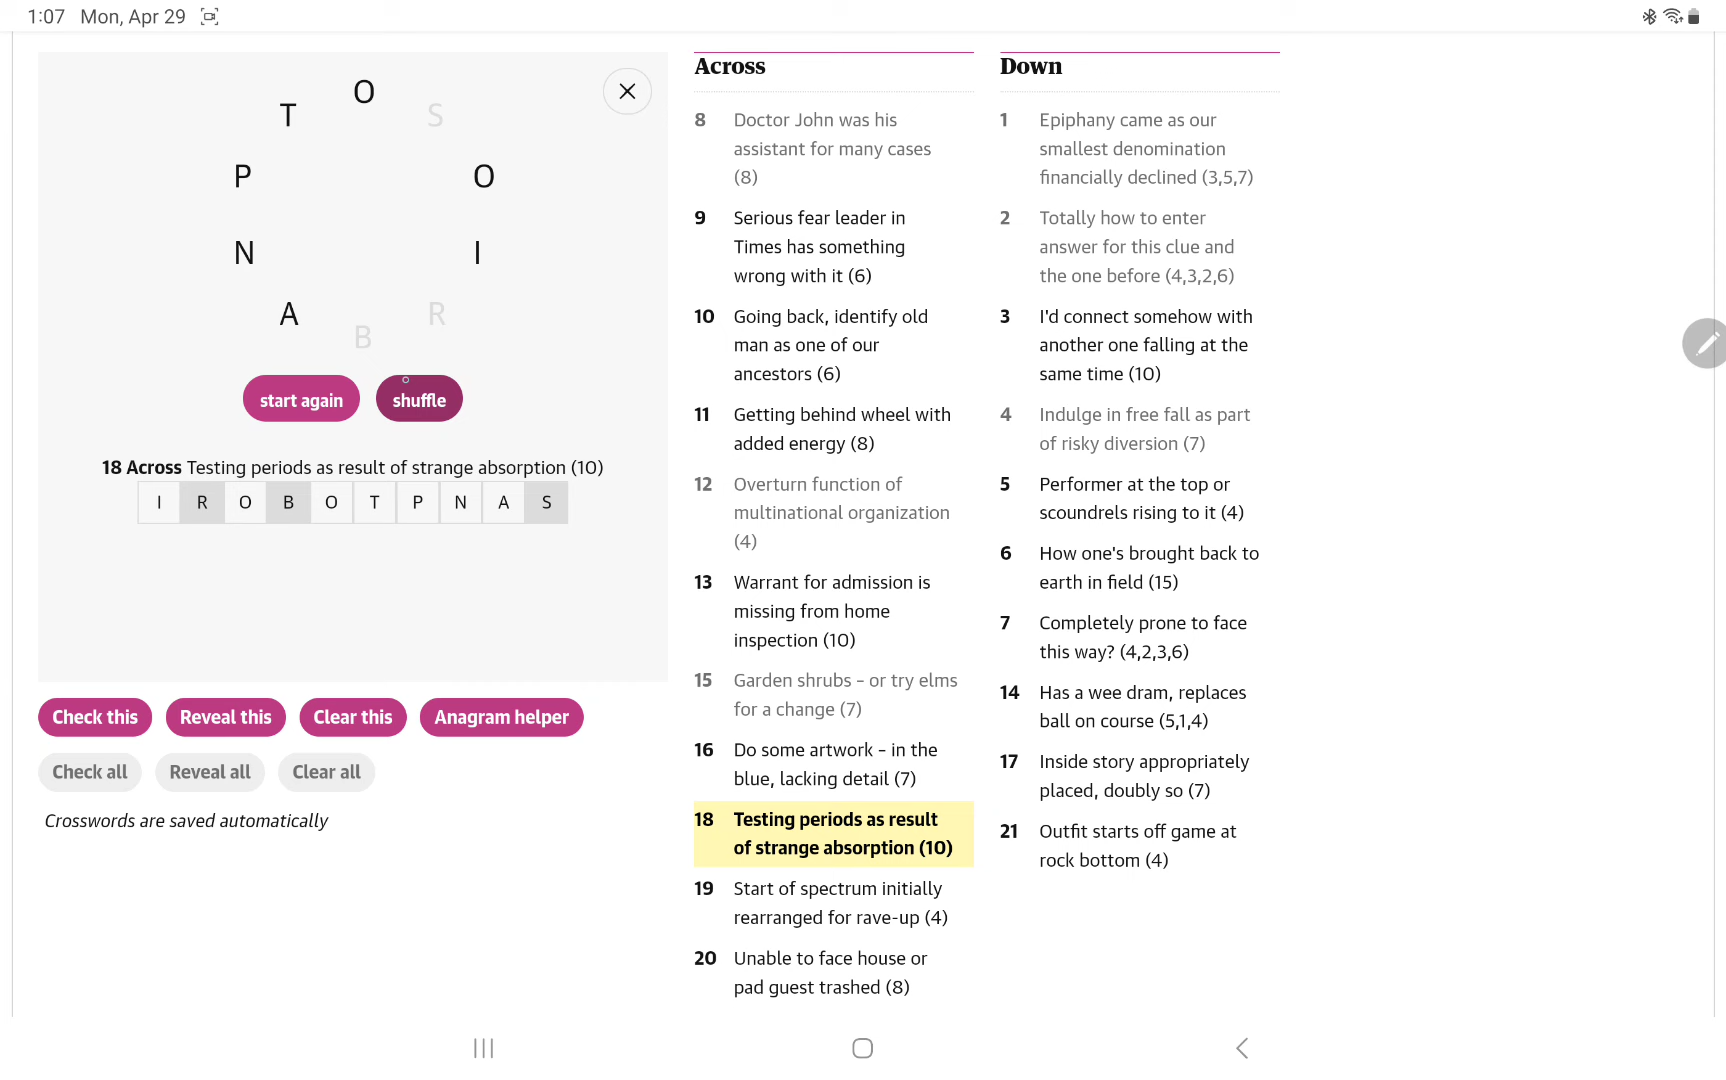 1:07 Mon, Apr 29
O
T
S
P
O
N
I
A
R
B
start again
shuffle
18 Across Testing periods as result of strange absorption (10)
I R O B O T P N A S
Check this
Reveal this
Clear this
Anagram helper
Check all
Reveal all
Clear all
Crosswords are saved automatically
Across
8 Doctor John was his
assistant for many cases
(8)
9 Serious fear leader in
Times has something
wrong with it (6)
10 Going back, identify old
man as one of our
ancestors (6)
11 Getting behind wheel with
added energy (8)
12 Overturn function of
multinational organization
(4)
13 Warrant for admission is
missing from home
inspection (10)
15 Garden shrubs – or try elms
for a change (7)
16 Do some artwork – in the
blue, lacking detail (7)
18 Testing periods as result
of strange absorption (10)
19 Start of spectrum initially
rearranged for rave-up (4)
20 Unable to face house or
pad guest trashed (8)
Down
1 Epiphany came as our
smallest denomination
financially declined (3,5,7)
2 Totally how to enter
answer for this clue and
the one before (4,3,2,6)
3 I'd connect somehow with
another one falling at the
same time (10)
4 Indulge in free fall as part
of risky diversion (7)
5 Performer at the top or
scoundrels rising to it (4)
6 How one's brought back to
earth in field (15)
7 Completely prone to face
this way? (4,2,3,6)
14 Has a wee dram, replaces
ball on course (5,1,4)
17 Inside story appropriately
placed, doubly so (7)
21 Outfit starts off game at
rock bottom (4)